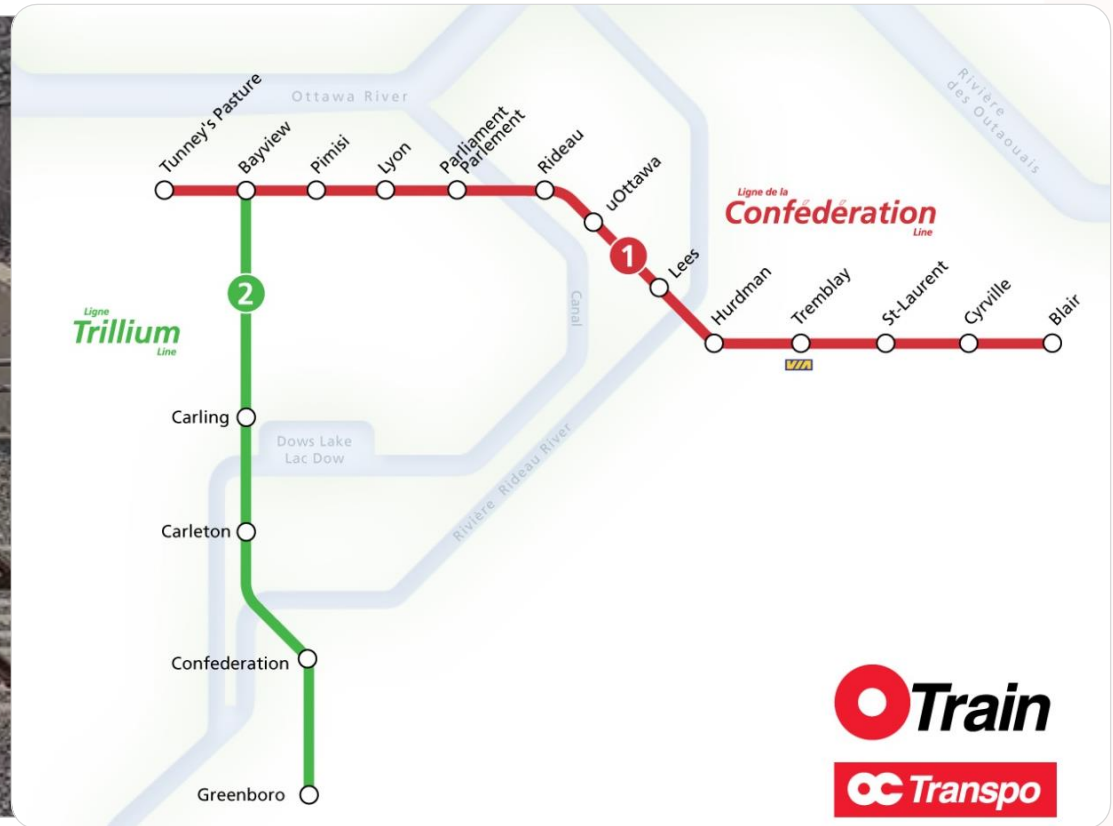 Ottawa River
Rivière
des Outaouais
Tunney's Pasture
Bayview
Pimisi
Lyon
Parliament
Parlement
Rideau
uOttawa
Lees
Hurdman
Tremblay
St-Laurent
Cyrville
Blair
VIA
1
Ligne de la
Confédération
Line
2
Ligne
Trillium
Line
Canal
Carling
Dows Lake
Lac Dow
Rivière Rideau River
Carleton
Confederation
Greenboro
OTrain
OC Transpo